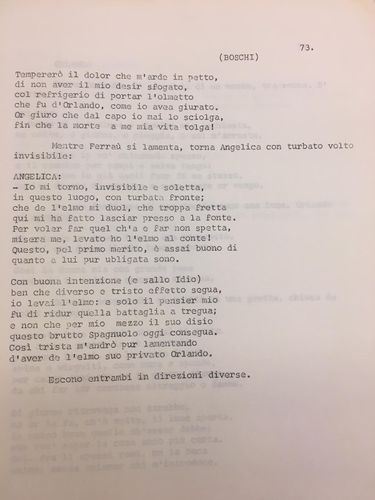 73.
(BOSCHI)
Tempererò il dolor che m'arde in petto,
di non aver il mio desir sfogato,
col refrigerio di portar l'elmetto
che fu d'Orlando, come io avea giurato.
Or giuro che dal capo io mai lo sciolga,
fin che la morte a me mia vita tolga!
Mentre Ferraù si lamenta, torna Angelica con turbato volto
invisibile:
ANGELICA:
- Io mi torno, invisibile e soletta,
in questo luogo, con turbata fronte;
che de l'elmo mi duol, che troppa fretta
qui mi ha fatto lasciar presso a la fonte.
Per voler far quel ch'a e far non spetta,
misera me, levato ho l'elmo al conte!
Questo, pel primo merito, è assai buono di
quanto a lui pur ubligata sono.
Con buona intenzione (e sallo Idio)
ben che diverso e tristo effetto segua,
io levai l'elmo: e solo il pensier mio
fu di ridur quella battaglia a tregua;
e non che per mio mezzo il suo disio
questo brutto Spagnuolo oggi consegua.
Così trista m'andrò pur lamentando
d'aver de l'elmo suo privato Orlando.
Escono entrambi in direzioni diverse.